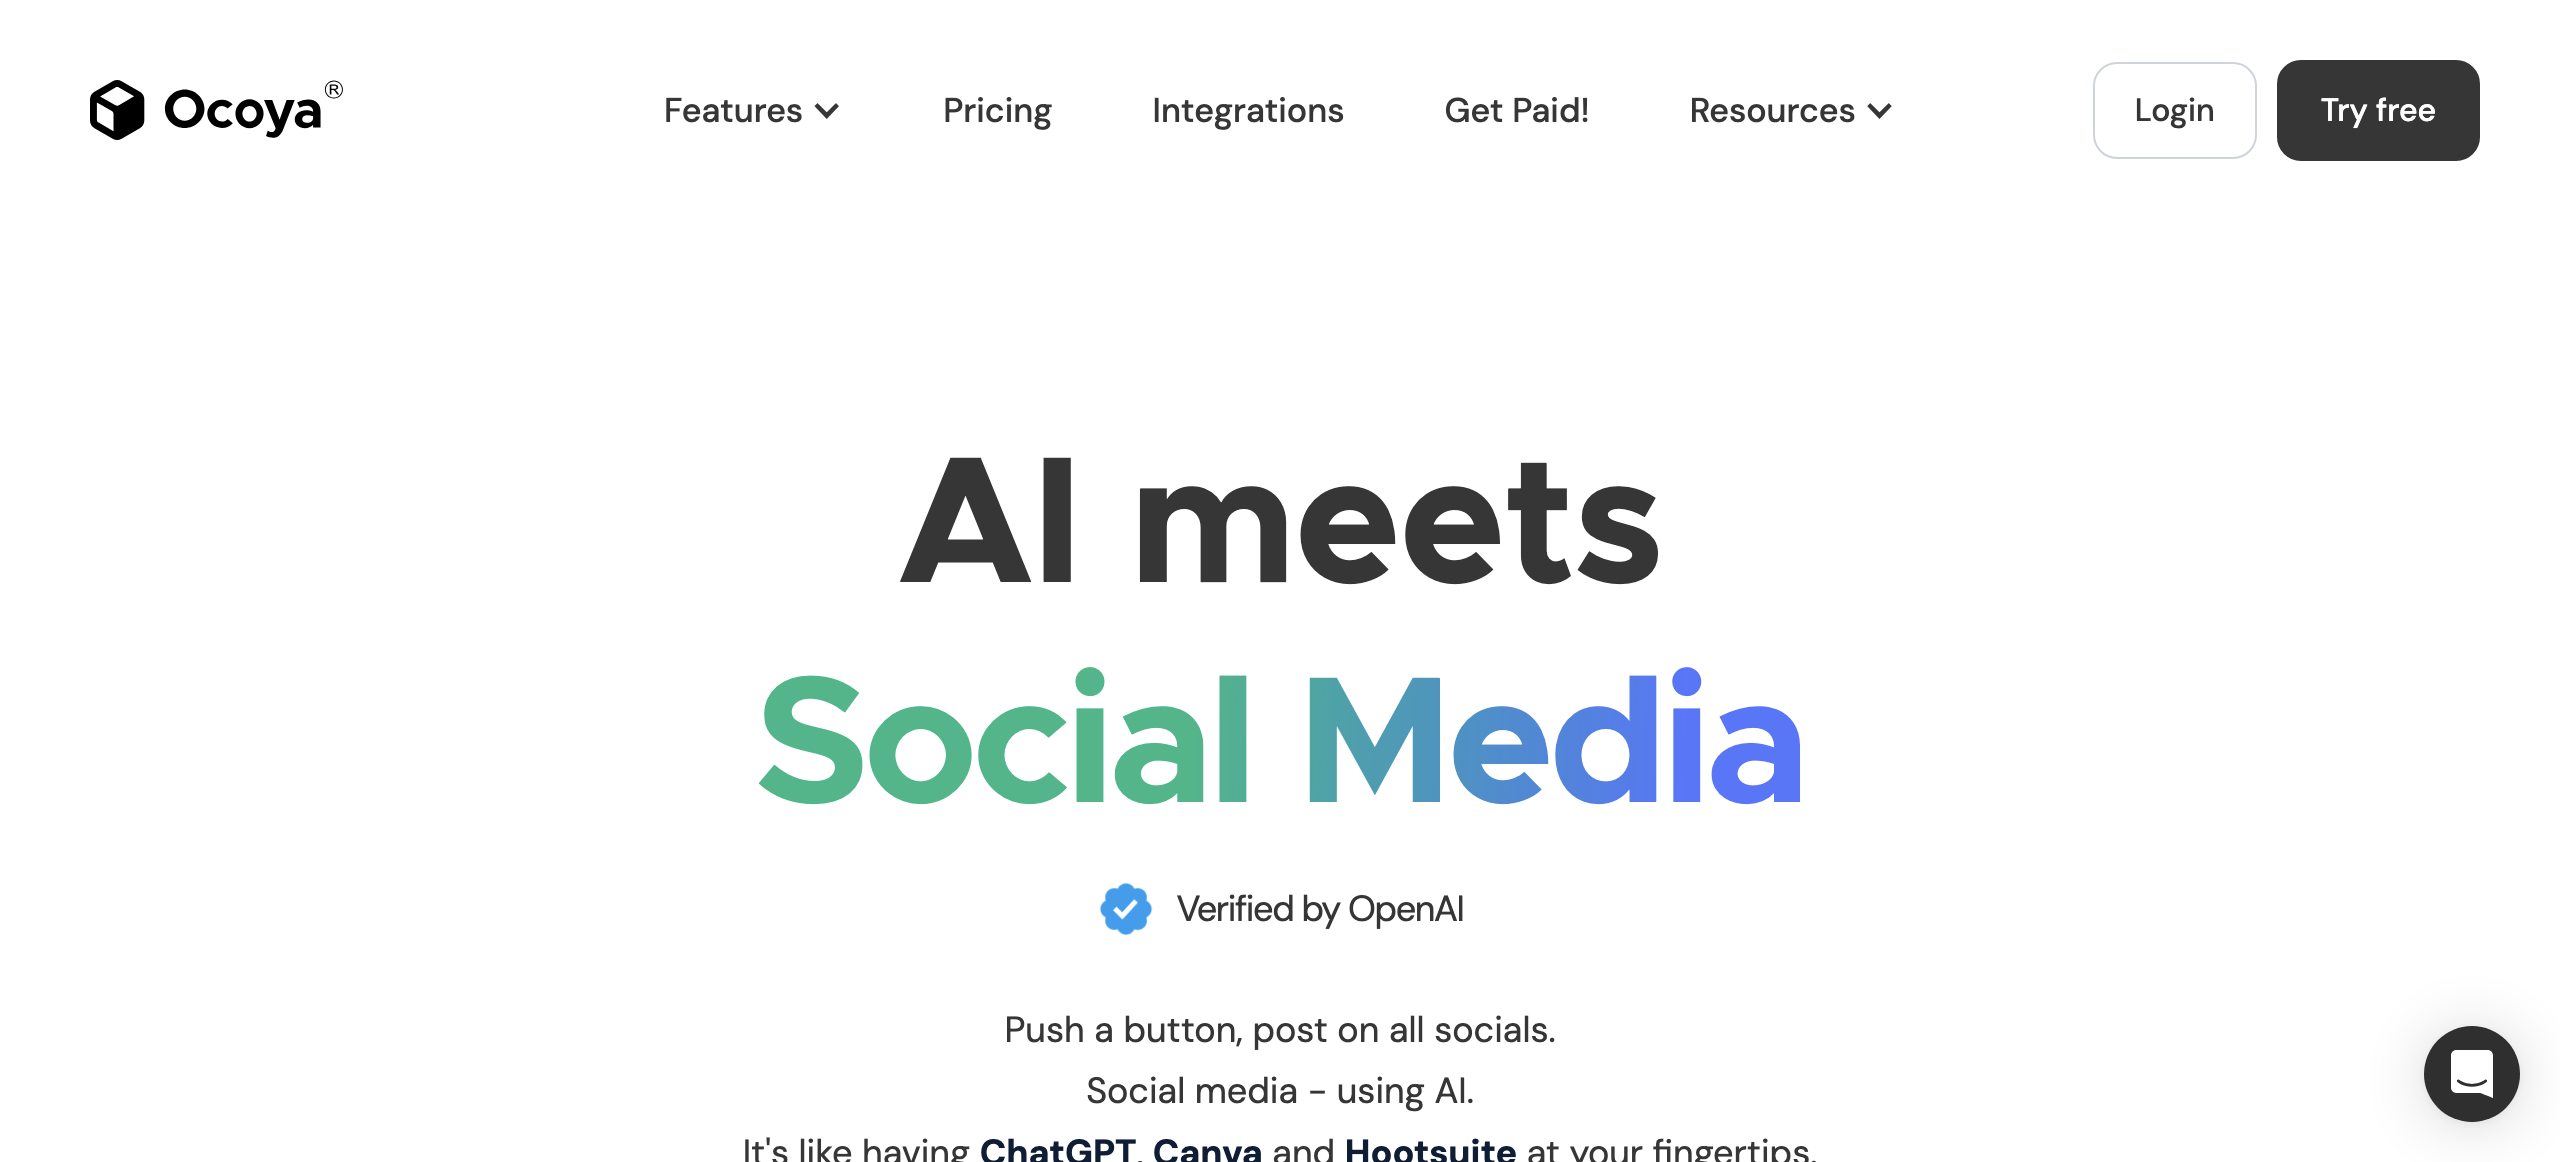 Ocoya®
Features
Pricing
Integrations
Get Paid!
Resources
Login
Try free
AI meets
Social Media
Verified by OpenAI
Push a button, post on all socials.
Social media - using AI.
It's like having ChatGPT, Canva and Hootsuite at your fingertips.